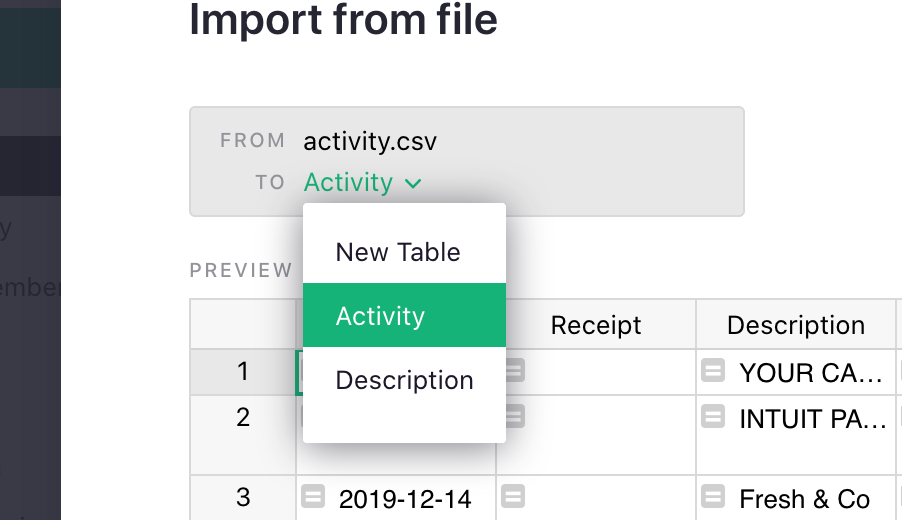 Import from file
FROM activity.csv
TO Activity
New Table
Activity
Description
PREVIEW
Receipt Description
1 YOUR CA...
2 INTUIT PA...
3 2019-12-14 Fresh & Co